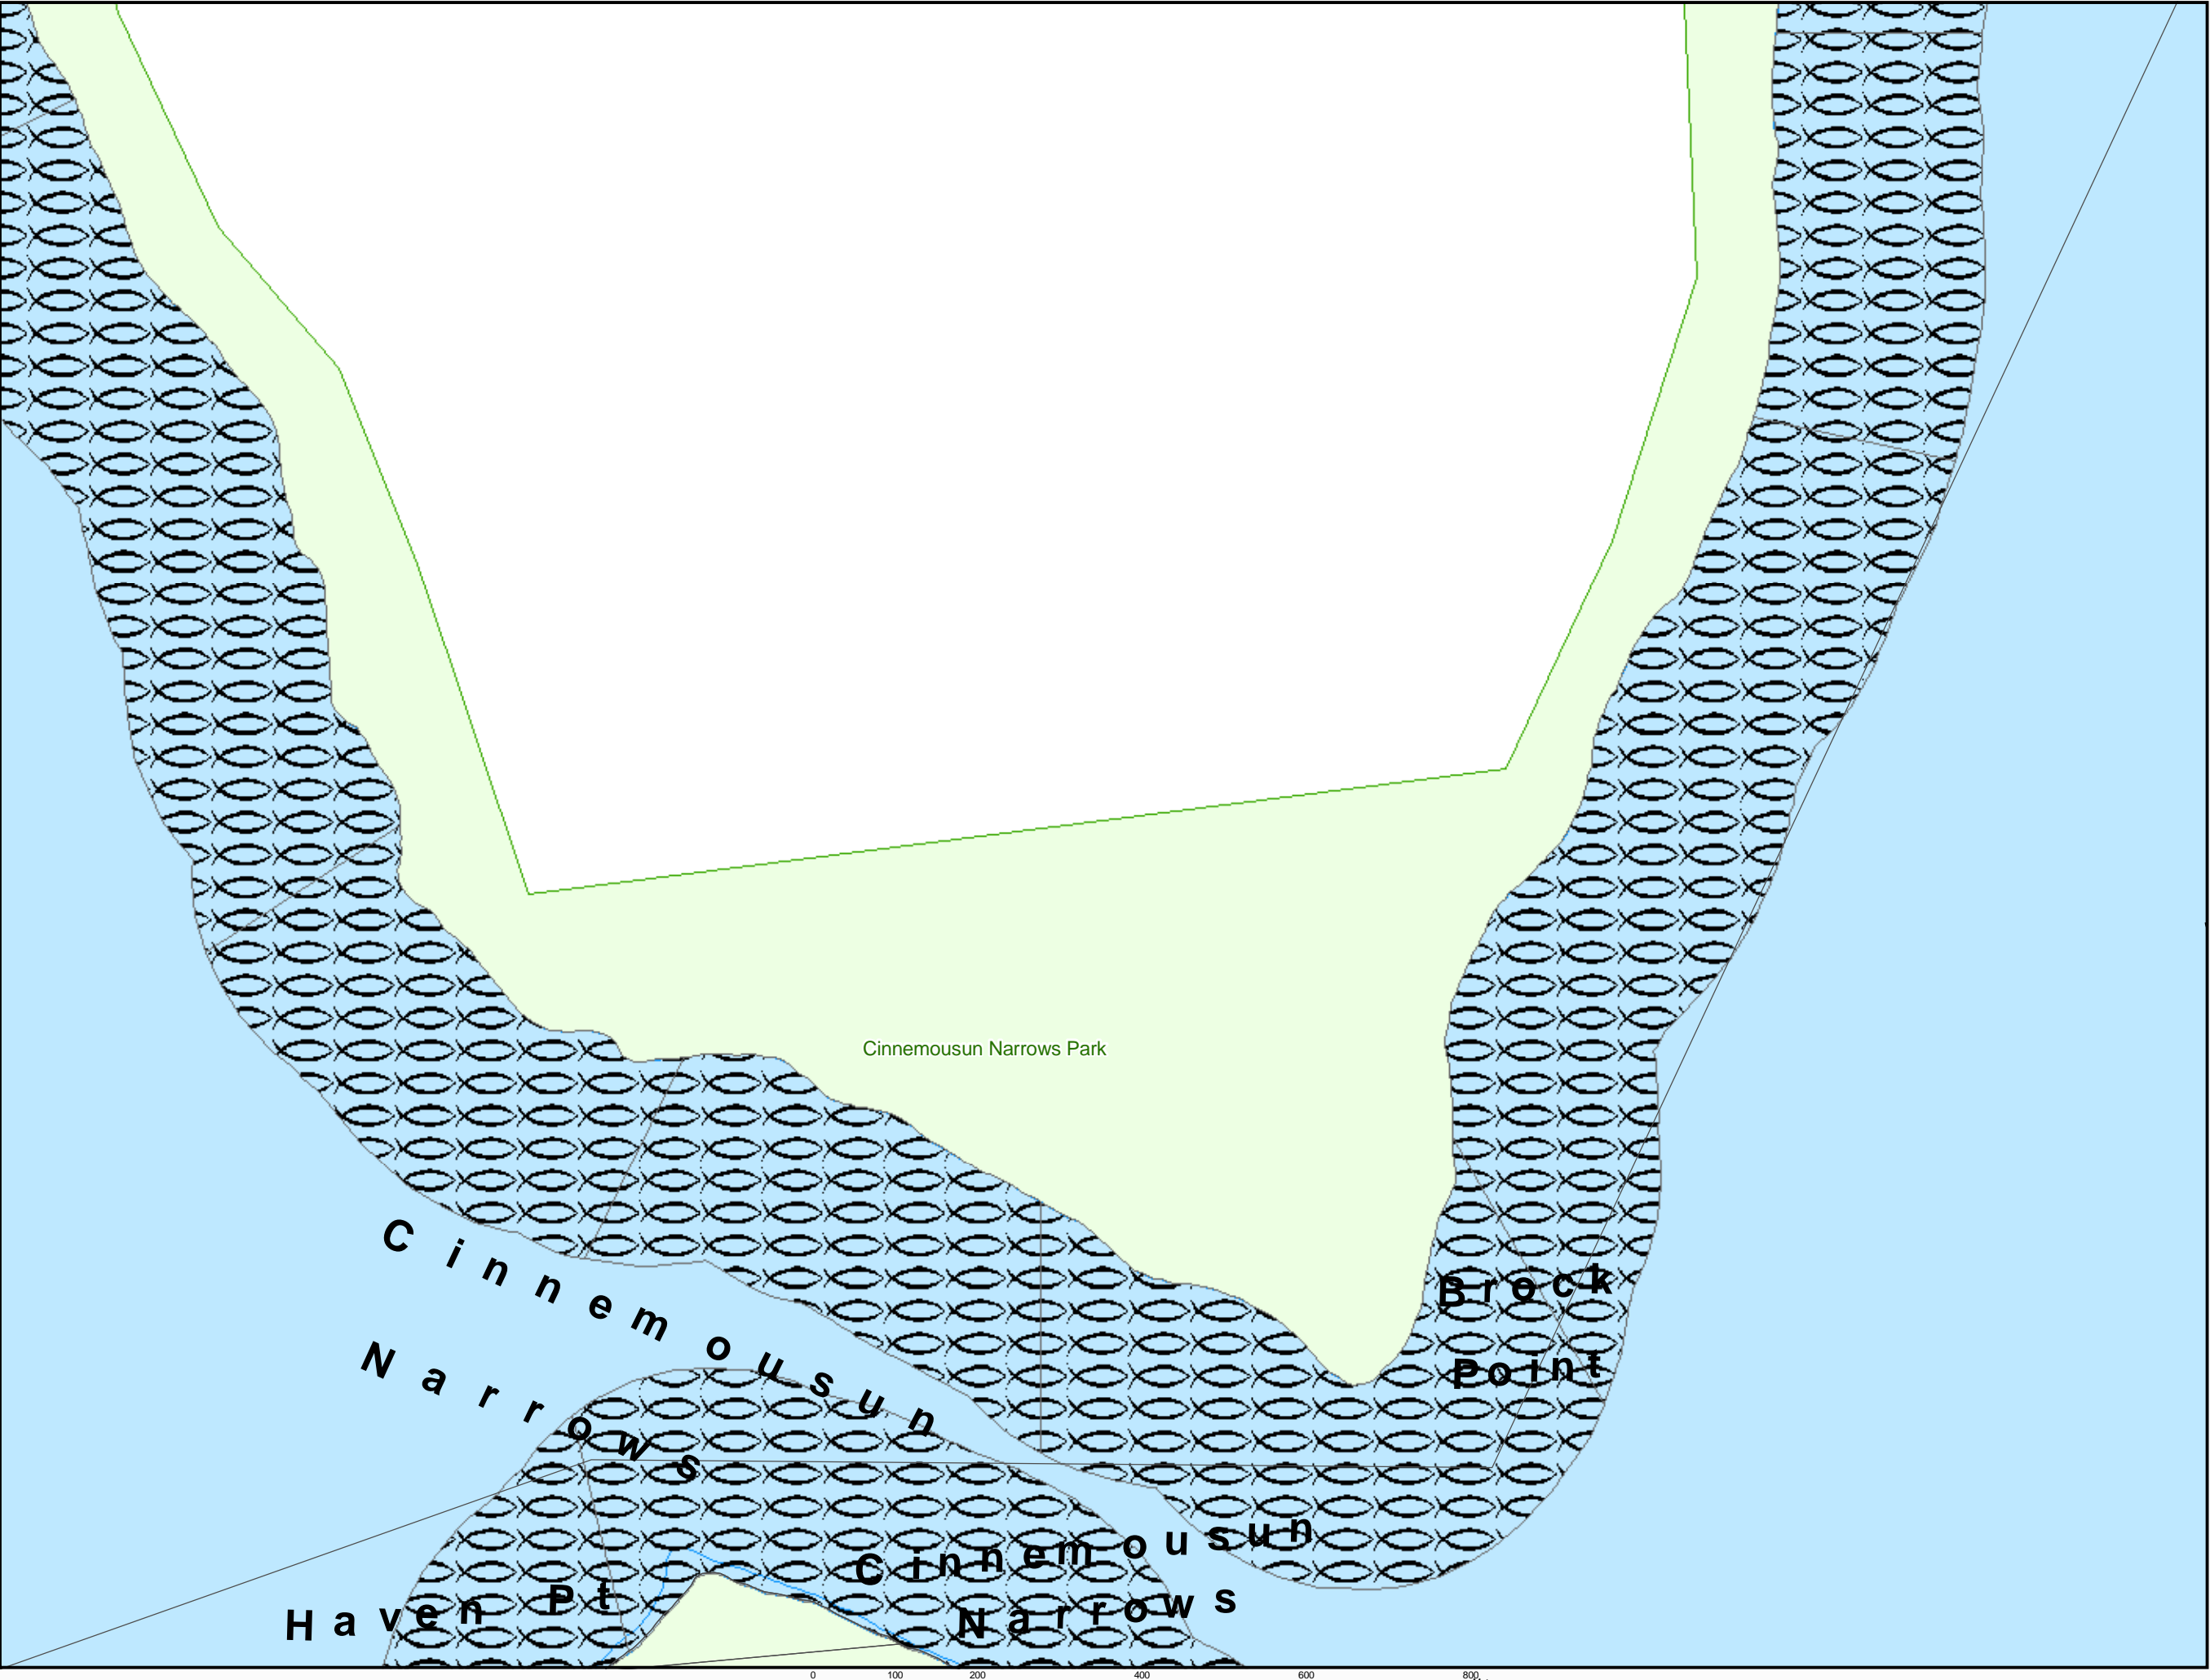 Cinnemousun Narrows Park
Cinnemousun
Narrows
Brock
Point
Cinnemousun
Narrows
Haven Pt
0 100 200 400 600 800